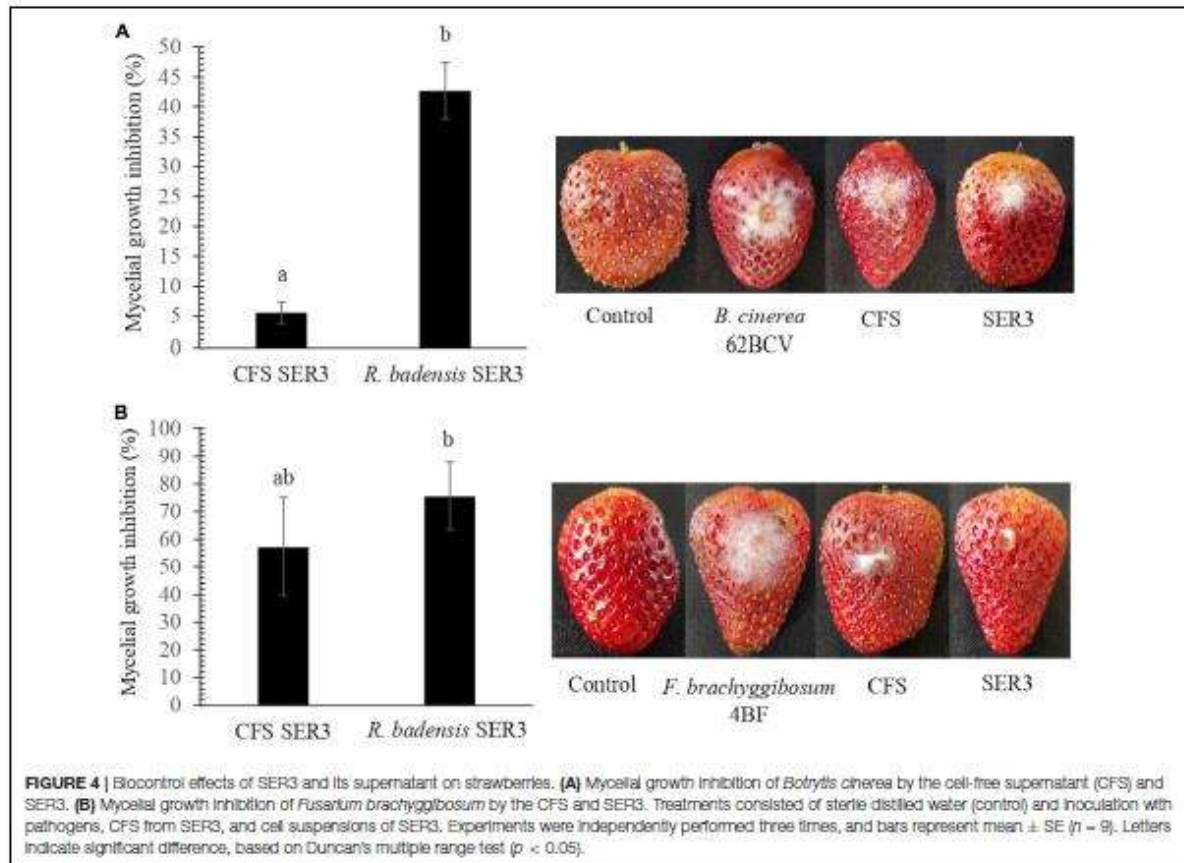 A
b
50
45
40
35
30
25
20
15
10
5
0
Mycelial growth inhibition (%)
a
CFS SER3
R. badensis SER3
Control
B. cinerea
62BCV
CFS
SER3
B
100
90
80
70
60
50
40
30
20
10
0
Mycelial growth inhibition (%)
ab
b
CFS SER3
R. badensis SER3
Control
F. brachyggibosum
4BF
CFS
SER3
FIGURE 4 | Biocontrol effects of SER3 and its supernatant on strawberries. (A) Mycelial growth inhibition of Botrytis cinerea by the cell-free supernatant (CFS) and
SER3. (B) Mycelial growth inhibition of Fusarium brachyggibosum by the CFS and SER3. Treatments consisted of sterile distilled water (control) and inoculation with
pathogens, CFS from SER3, and cell suspensions of SER3. Experiments were independently performed three times, and bars represent mean ± SE (n = 9). Letters
indicate significant difference, based on Duncan's multiple range test (p < 0.05).